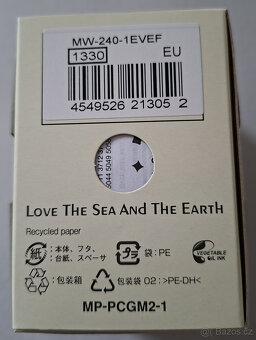 MW-240-1EVEF
1330
EU
4549526 21305 2
LOVE THE SEA AND THE EARTH
Recycled paper
紙 :本体、フタ、台紙、スペーサ
プラ 袋:PE
VEGETABLE OIL INK
:包装箱
包装袋 02:>PE-DH<
MP-PCGM2-1